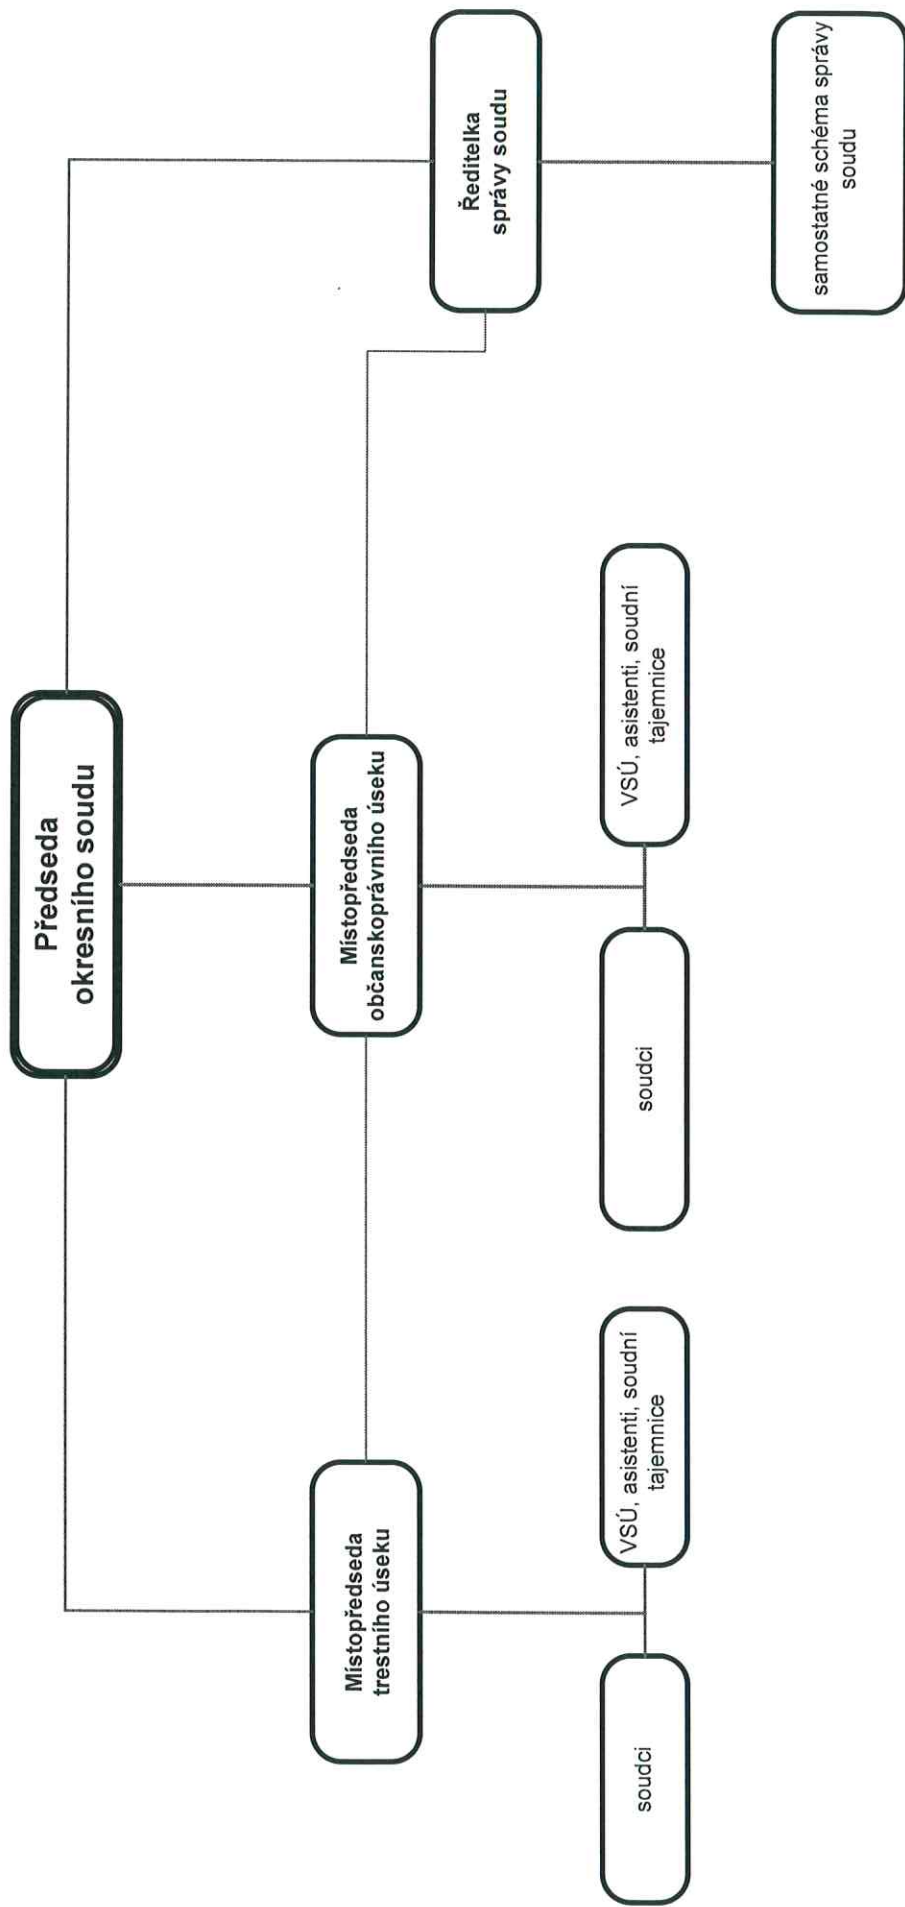 Předseda
okresního soudu
Místopředseda
trestního úseku
Místopředseda
občanskoprávního úseku
Ředitelka
správy soudu
soudci
VSÚ, asistenti, soudní
tajemnice
soudci
VSÚ, asistenti, soudní
tajemnice
samostatné schéma správy
soudu